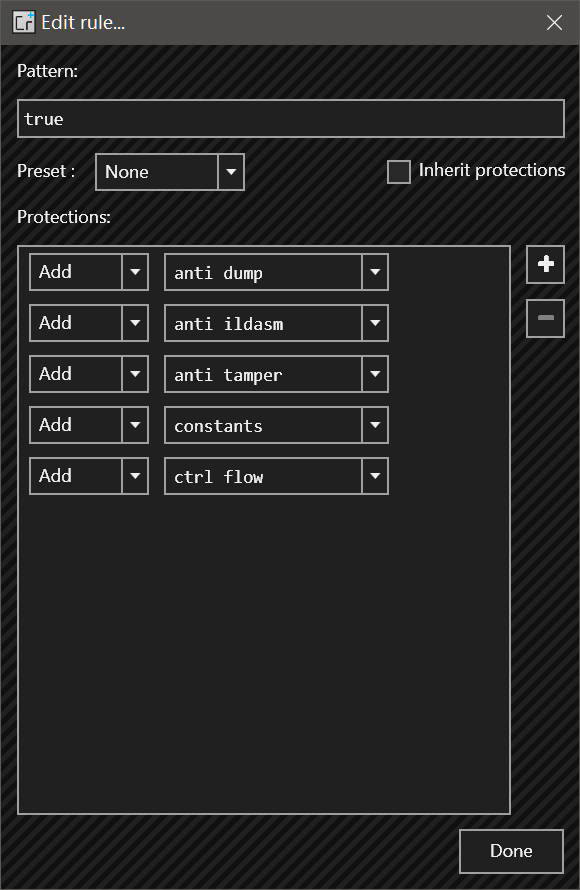 Cr Edit rule...
Pattern:
true
Preset : None Inherit protections
Protections:
Add anti dump
Add anti ildasm
Add anti tamper
Add constants
Add ctrl flow
Done